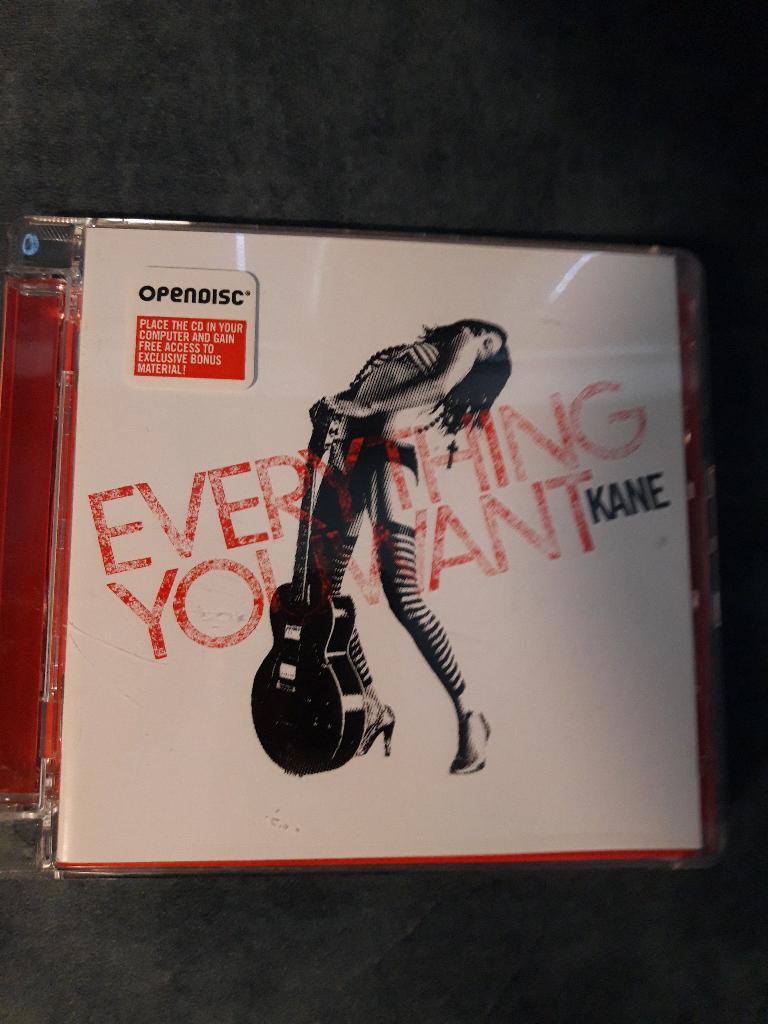 OPENDISC®
PLACE THE CD IN YOUR
COMPUTER AND GAIN
FREE ACCESS TO
EXCLUSIVE BONUS
MATERIAL!
EVERYTHING
YOU WANT KANE